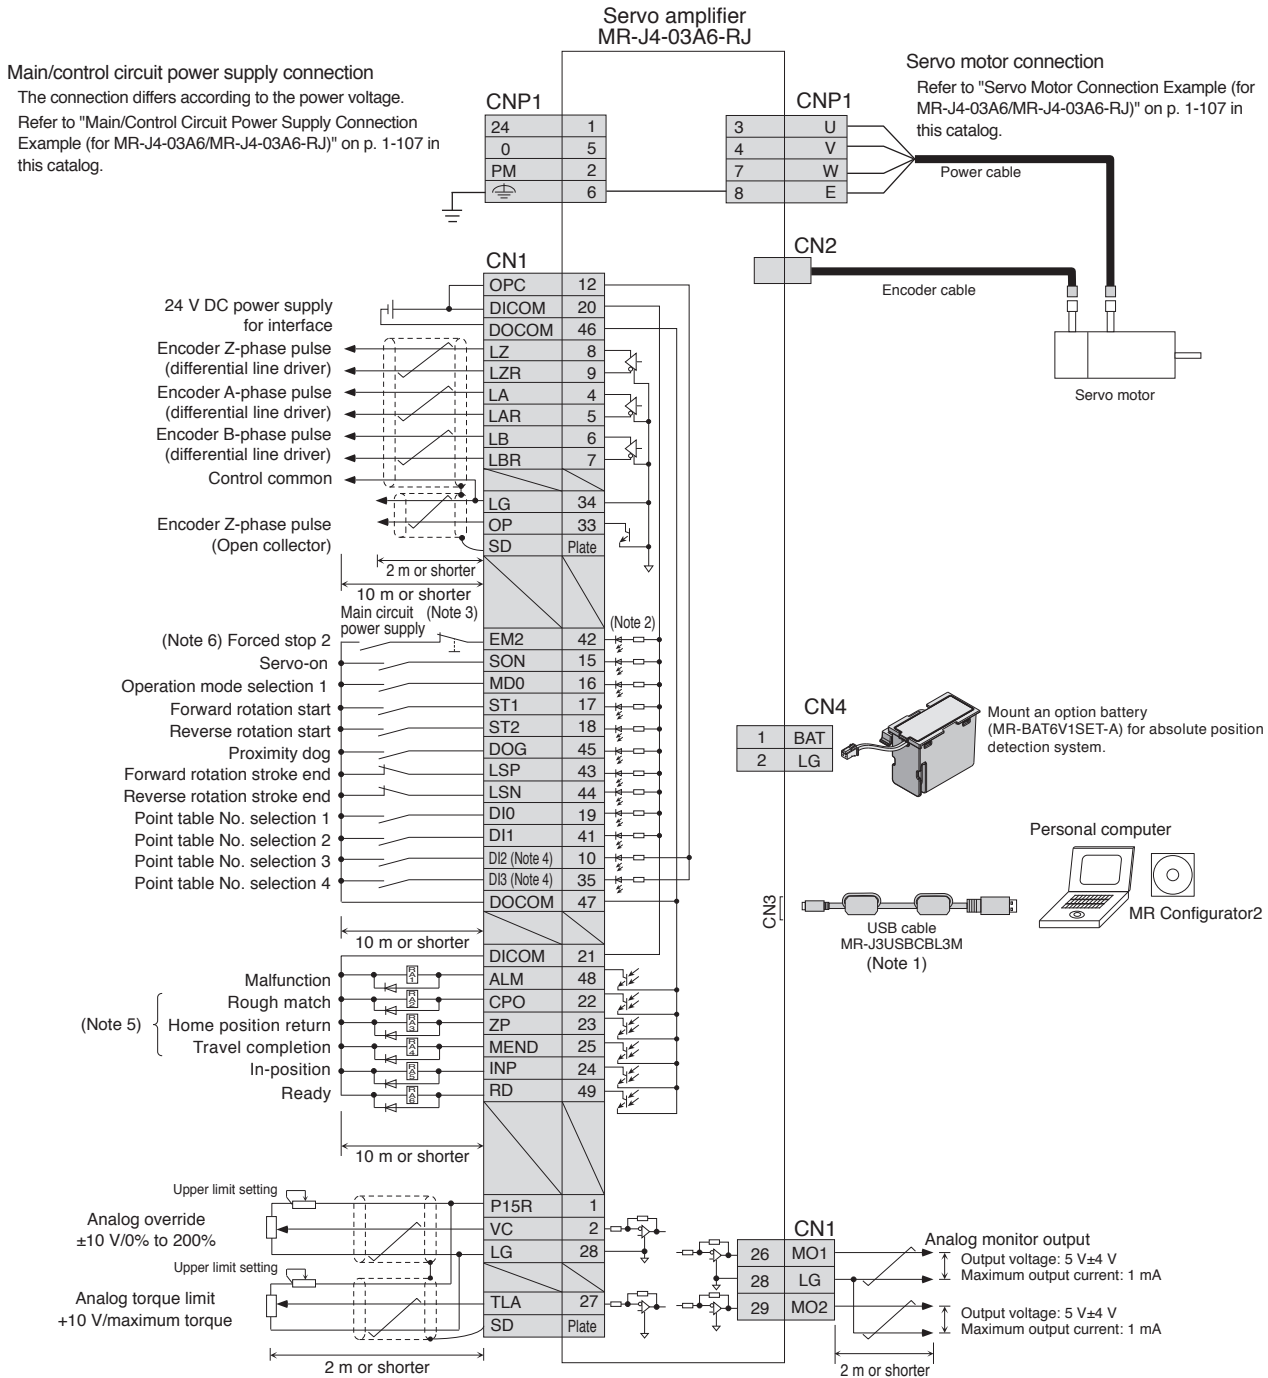 Servo amplifier
MR-J4-03A6-RJ
Main/control circuit power supply connection
The connection differs according to the power voltage.
Refer to "Main/Control Circuit Power Supply Connection
Example (for MR-J4-03A6/MR-J4-03A6-RJ)" on p. 1-107 in
this catalog.
Servo motor connection
Refer to "Servo Motor Connection Example (for
MR-J4-03A6/MR-J4-03A6-RJ)" on p. 1-107 in
this catalog.
CNP1
24 1
0 5
PM 2
6
CNP1
3 U
4 V
7 W
8 E
Power cable
CN2
Encoder cable
Servo motor
CN1
OPC 12
DICOM 20
DOCOM 46
LZ 8
LZR 9
LA 4
LAR 5
LB 6
LBR 7
LG 34
OP 33
SD Plate
24 V DC power supply
for interface
Encoder Z-phase pulse
(differential line driver)
Encoder A-phase pulse
(differential line driver)
Encoder B-phase pulse
(differential line driver)
Control common
Encoder Z-phase pulse
(Open collector)
2 m or shorter
10 m or shorter
Main circuit
power supply
(Note 3)
(Note 2)
(Note 6) Forced stop 2 EM2 42
Servo-on SON 15
Operation mode selection 1 MD0 16
Forward rotation start ST1 17
Reverse rotation start ST2 18
Proximity dog DOG 45
Forward rotation stroke end LSP 43
Reverse rotation stroke end LSN 44
Point table No. selection 1 DI0 19
Point table No. selection 2 DI1 41
Point table No. selection 3 DI2 (Note 4) 10
Point table No. selection 4 DI3 (Note 4) 35
DOCOM 47
10 m or shorter
DICOM 21
Malfunction RA1 ALM 48
(Note 5)
Rough match RA2 CPO 22
Home position return RA3 ZP 23
Travel completion RA4 MEND 25
In-position RA5 INP 24
Ready RA6 RD 49
10 m or shorter
Upper limit setting
Analog override
±10 V/0% to 200%
P15R 1
VC 2
LG 28
Upper limit setting
Analog torque limit
+10 V/maximum torque
TLA 27
SD Plate
2 m or shorter
CN4
1 BAT
2 LG
Mount an option battery
(MR-BAT6V1SET-A) for absolute position
detection system.
CN3
USB cable
MR-J3USBCBL3M
(Note 1)
Personal computer
MR Configurator2
CN1
26 MO1
28 LG
29 MO2
Analog monitor output
Output voltage: 5 V±4 V
Maximum output current: 1 mA
Output voltage: 5 V±4 V
Maximum output current: 1 mA
2 m or shorter